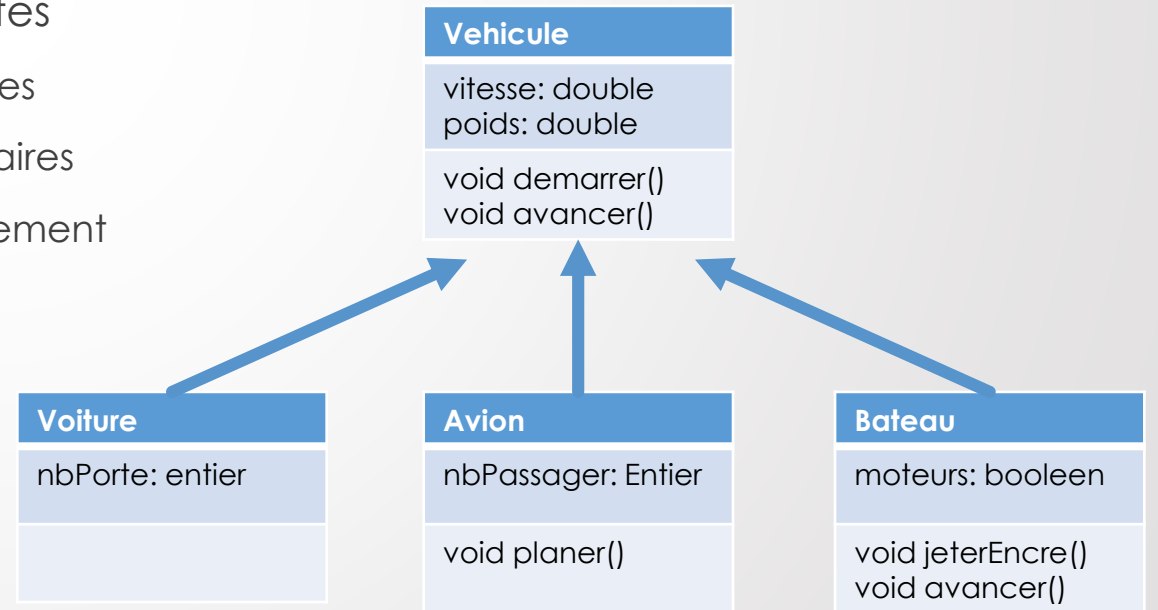 tes
es
aires
ement
Vehicule
vitesse: double
poids: double
void demarrer()
void avancer()
Voiture
nbPorte: entier
Avion
nbPassager: Entier
void planer()
Bateau
moteurs: booleen
void jeterEncre()
void avancer()